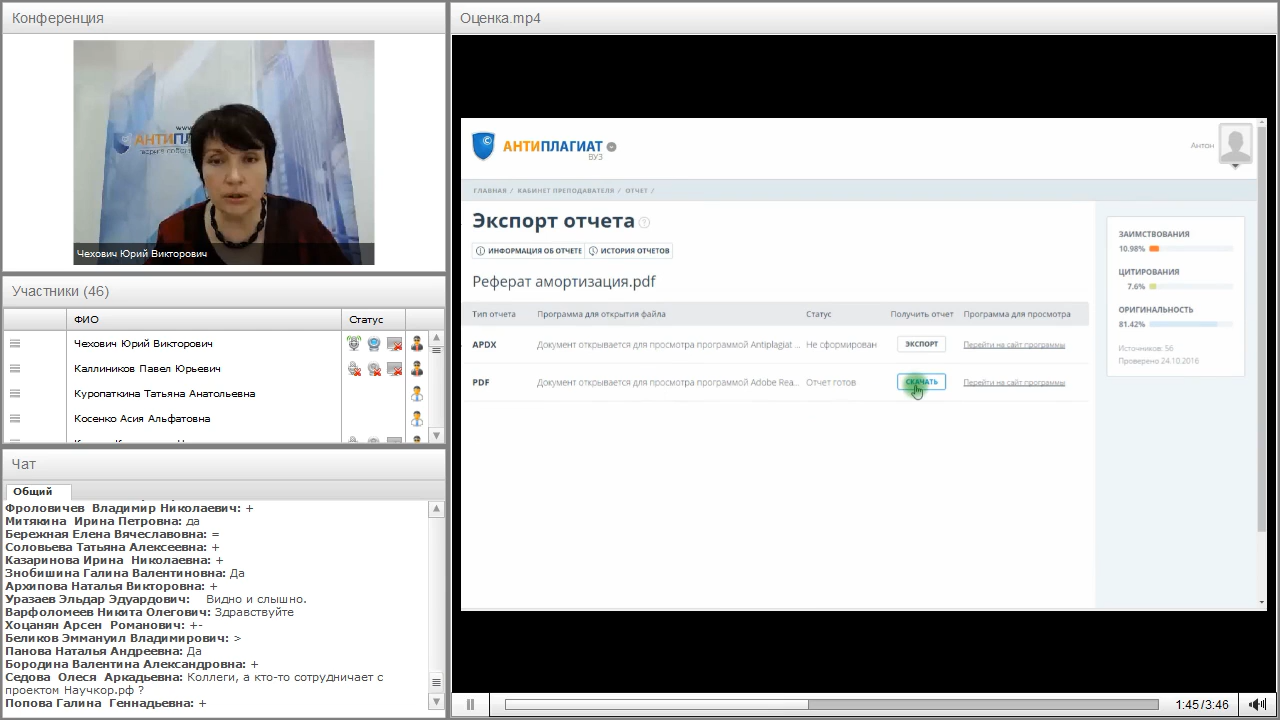 Конференция
www
АНТИПЛ
Чехович Юрий Викторович
Участники (46)
ФИО
Статус
Чехович Юрий Викторович
Каллиников Павел Юрьевич
Куропаткина Татьяна Анатольевна
Косенко Асия Альфатовна
Чат
Общий
Фроловичев Владимир Николаевич: +
Митякина Ирина Петровна: да
Бережная Елена Вячеславовна: =
Соловьева Татьяна Алексеевна: +
Казаринова Ирина Николаевна: +
Знобишина Галина Валентиновна: Да
Архипова Наталья Викторовна: +
Уразаев Эльдар Эдуардович: Видно и слышно.
Варфоломеев Никита Олегович: Здравствуйте
Хоцанян Арсен Романович: +-
Беликов Эммануил Владимирович: >
Панова Наталья Андреевна: Да
Бородина Валентина Александровна: +
Седова Олеся Аркадьевна: Коллеги, а кто-то сотрудничает с
проектом Научкор.рф ?
Попова Галина Геннадьевна: +
Оценка.mp4
АНТИПЛАГИАТ
ВУЗ
Антон
ГЛАВНАЯ / КАБИНЕТ ПРЕПОДАВАТЕЛЯ / ОТЧЕТ /
Экспорт отчета ?
ИНФОРМАЦИЯ ОБ ОТЧЕТЕ ИСТОРИЯ ОТЧЕТОВ
Реферат амортизация.pdf
Тип отчета Программа для открытия файла Статус Получить отчет Программа для просмотра
APDX Документ открывается для просмотра программой Antiplagiat ... Не сформирован ЭКСПОРТ Перейти на сайт программы
PDF Документ открывается для просмотра программой Adobe Rea... Отчет готов СКАЧАТЬ Перейти на сайт программы
ЗАИМСТВОВАНИЯ
10.98%
ЦИТИРОВАНИЯ
7.6%
ОРИГИНАЛЬНОСТЬ
81.42%
Источников: 56
Проверено 24.10.2016
1:45/3:46